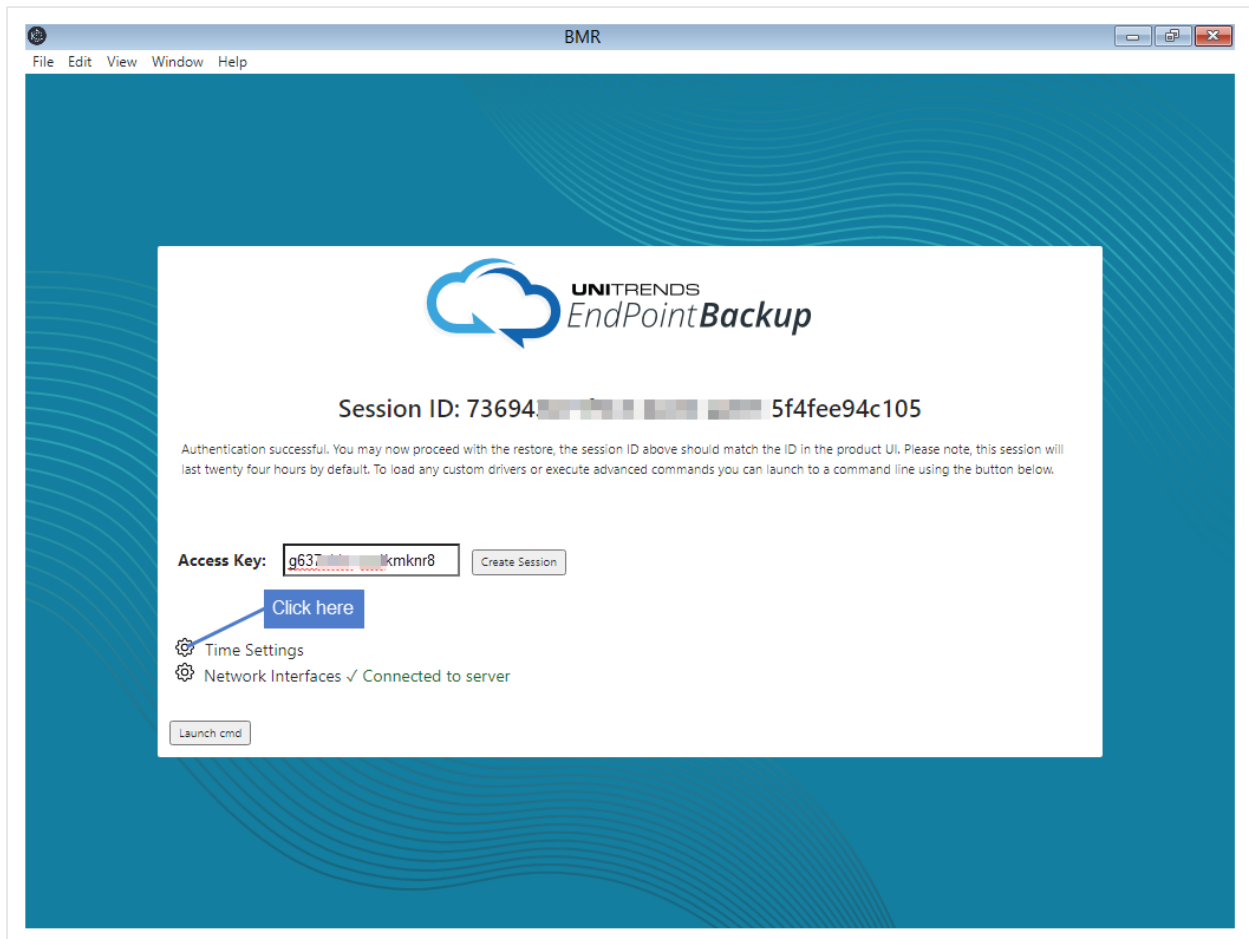 BMR
File Edit View Window Help
UNITRENDS
EndPointBackup
Session ID: 73694 5f4fee94c105
Authentication successful. You may now proceed with the restore, the session ID above should match the ID in the product UI. Please note, this session will
last twenty four hours by default. To load any custom drivers or execute advanced commands you can launch to a command line using the button below.
Access Key: g637 kmknr8 Create Session
Click here
Time Settings
Network Interfaces ✓ Connected to server
Launch cmd